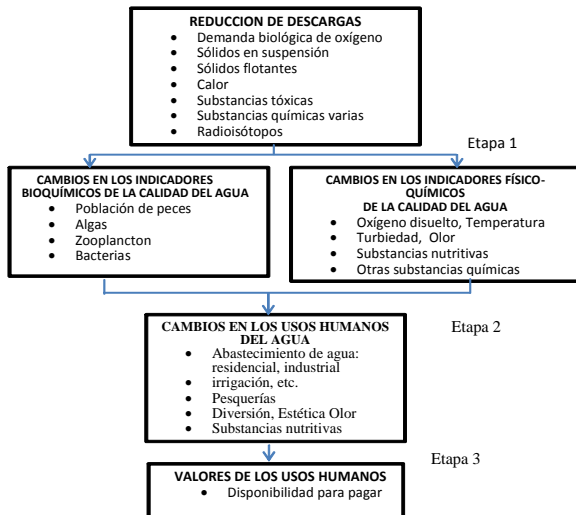 REDUCCION DE DESCARGAS
• Demanda biológica de oxígeno
• Sólidos en suspensión
• Sólidos flotantes
• Calor
• Substancias tóxicas
• Substancias químicas varias
• Radioisótopos
Etapa 1
CAMBIOS EN LOS INDICADORES
BIOQUÍMICOS DE LA CALIDAD DEL AGUA
• Población de peces
• Algas
• Zooplancton
• Bacterias
CAMBIOS EN LOS INDICADORES FÍSICO-
QUÍMICOS
DE LA CALIDAD DEL AGUA
• Oxígeno disuelto, Temperatura
• Turbiedad, Olor
• Substancias nutritivas
• Otras substancias químicas
Etapa 2
CAMBIOS EN LOS USOS HUMANOS
DEL AGUA
• Abastecimiento de agua:
residencial, industrial
• irrigación, etc.
• Pesquerías
• Diversión, Estética Olor
• Substancias nutritivas
Etapa 3
VALORES DE LOS USOS HUMANOS
• Disponibilidad para pagar